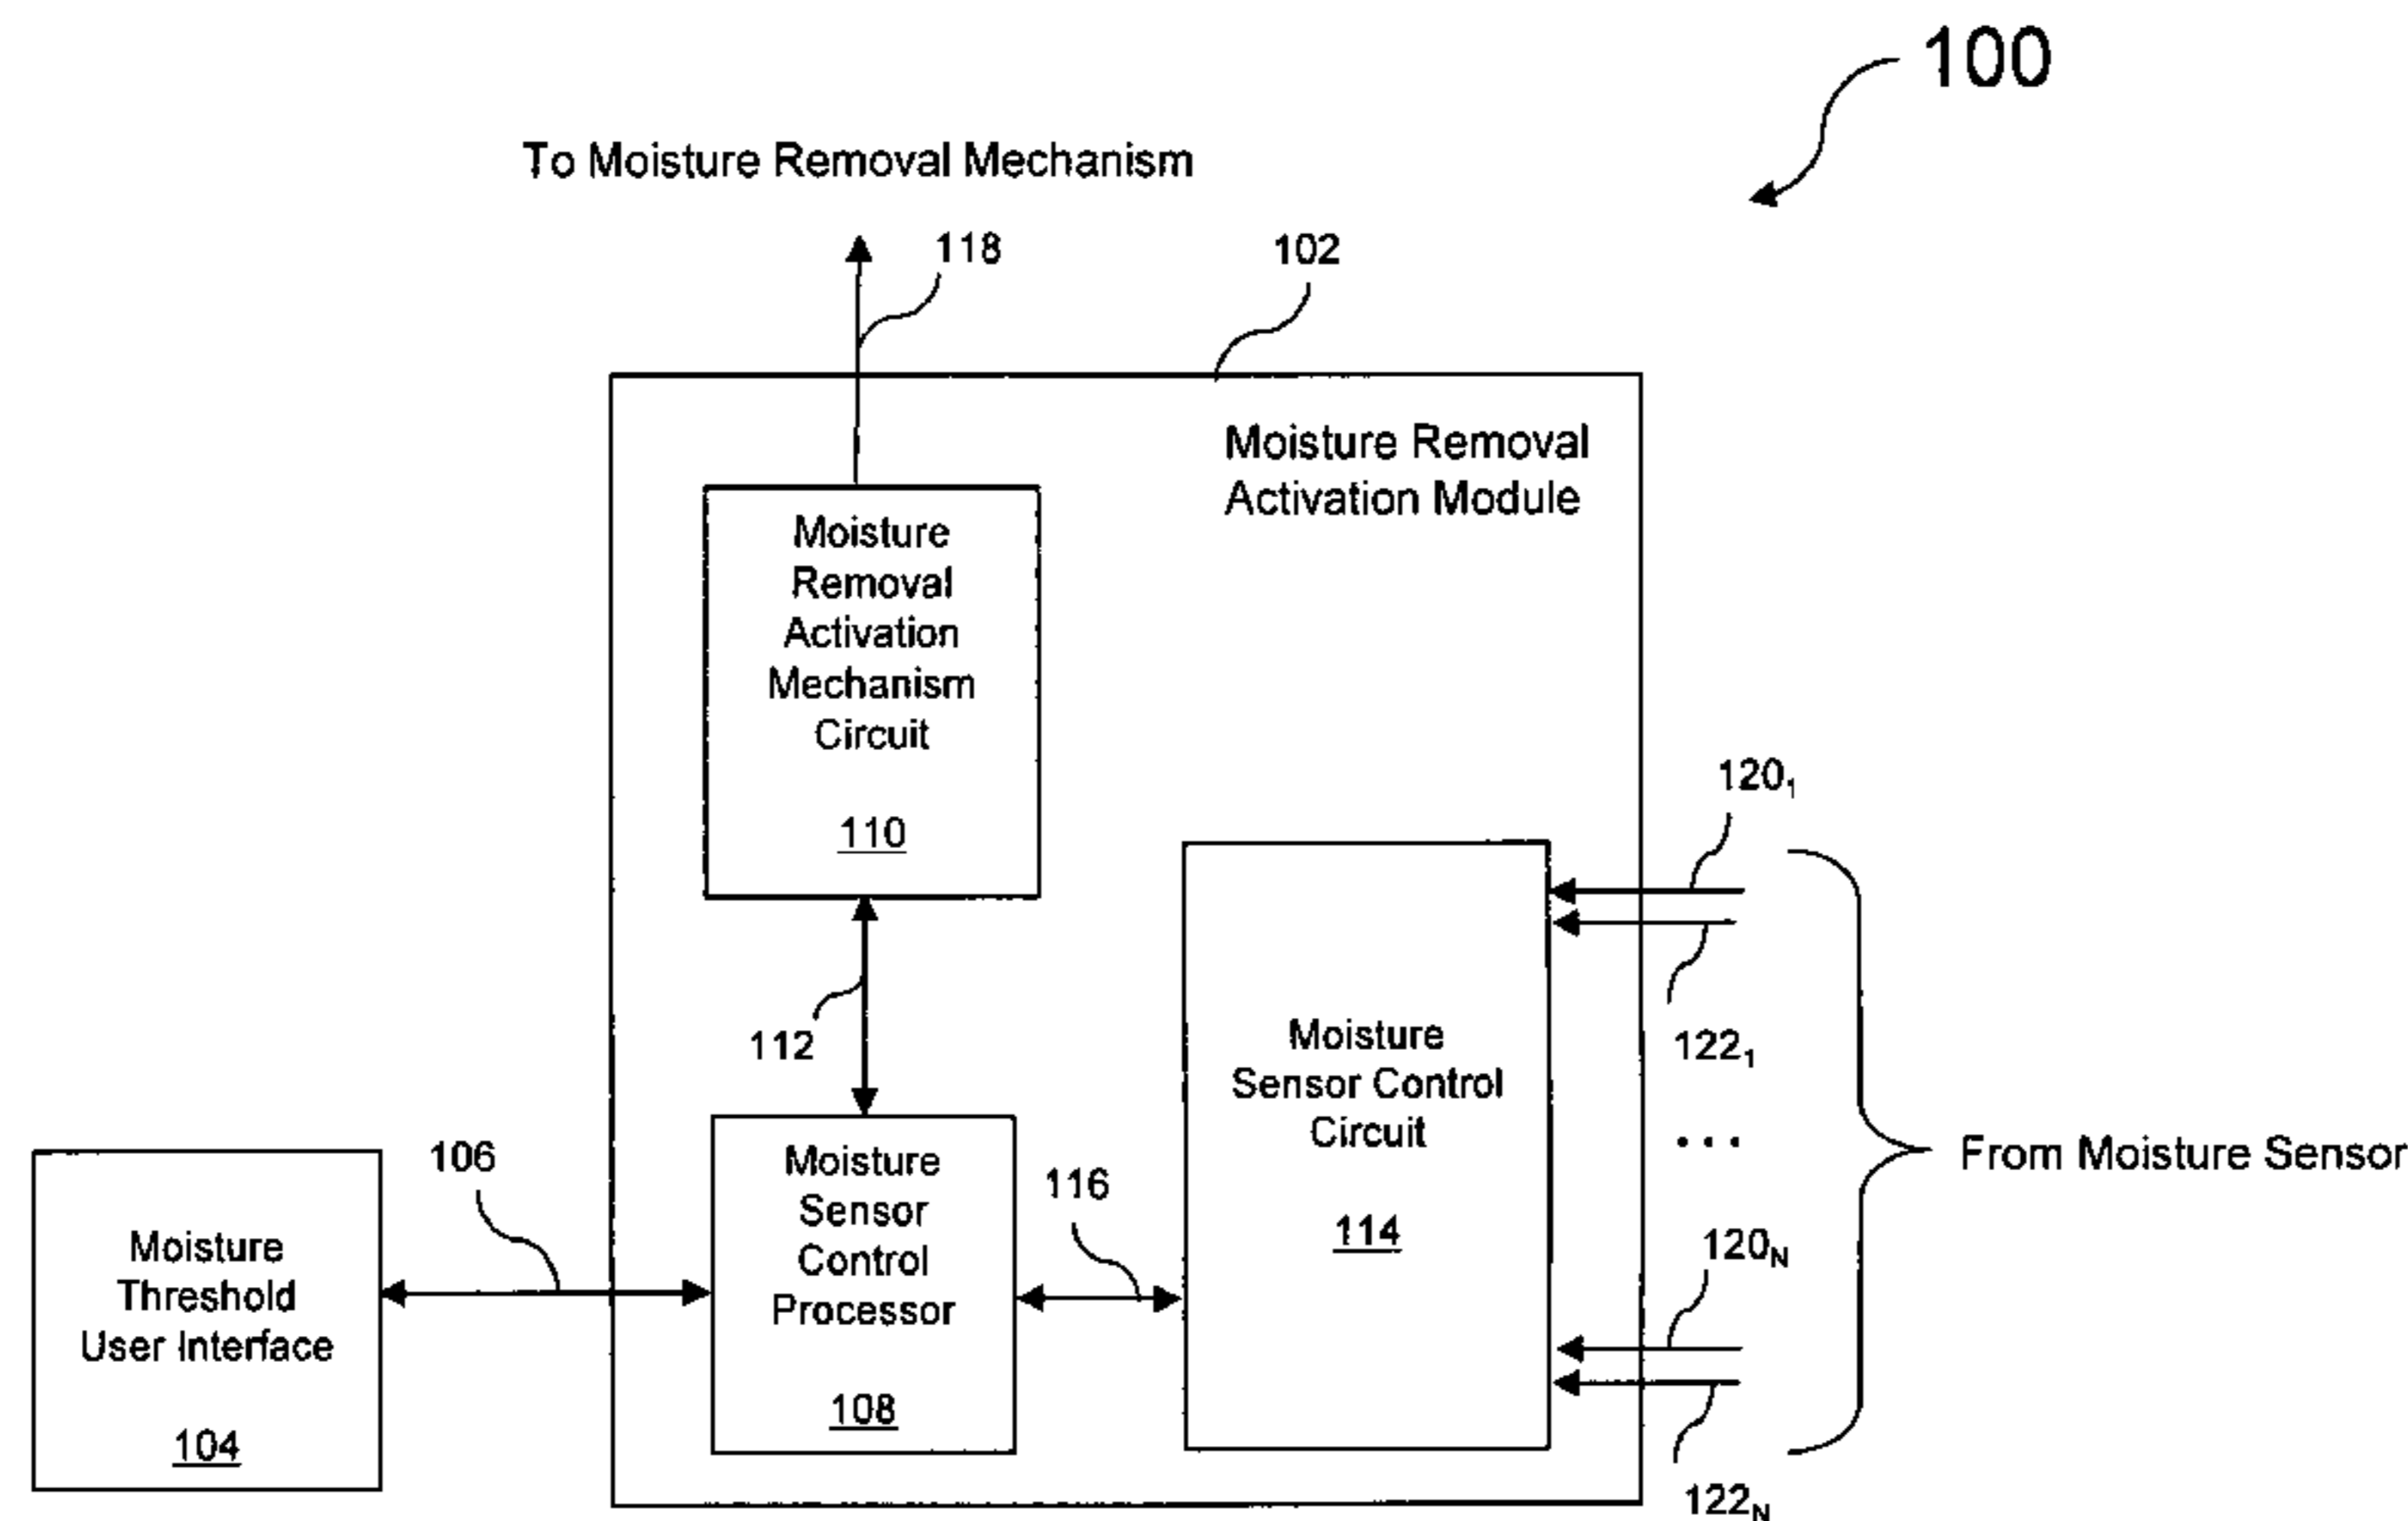 100
To Moisture Removal Mechanism
118
102
Moisture Removal
Activation Module
Moisture
Removal
Activation
Mechanism
Circuit
110
120₁
122₁
112
Moisture
Sensor Control
Circuit
114
. . .
From Moisture Sensor
106
Moisture
Sensor
Control
Processor
108
116
Moisture
Threshold
User Interface
104
120N
122N